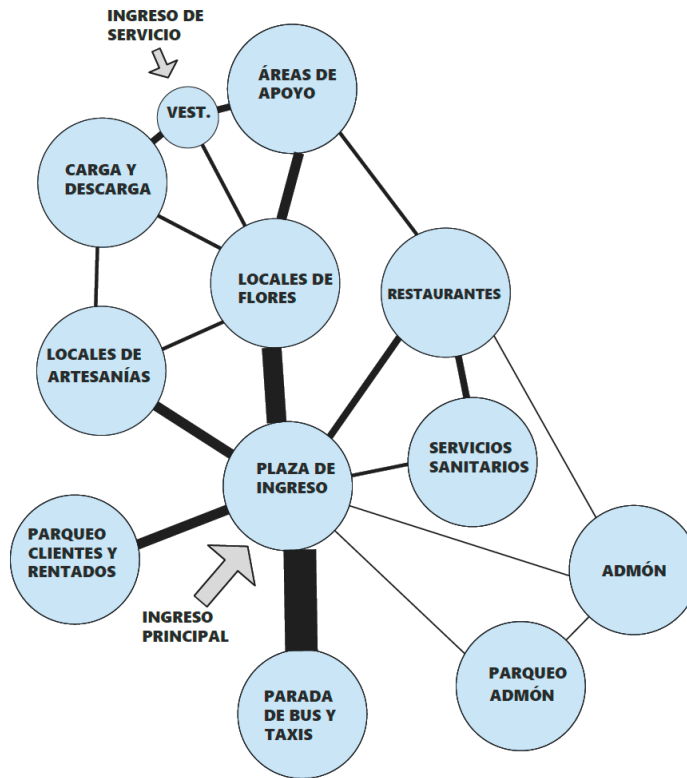 INGRESO DE
SERVICIO
ÁREAS DE
APOYO
VEST.
CARGA Y
DESCARGA
LOCALES DE
FLORES
RESTAURANTES
LOCALES DE
ARTESANÍAS
SERVICIOS
SANITARIOS
PLAZA DE
INGRESO
PARQUEO
CLIENTES Y
RENTADOS
ADMÓN
INGRESO
PRINCIPAL
PARQUEO
ADMÓN
PARADA
DE BUS Y
TAXIS